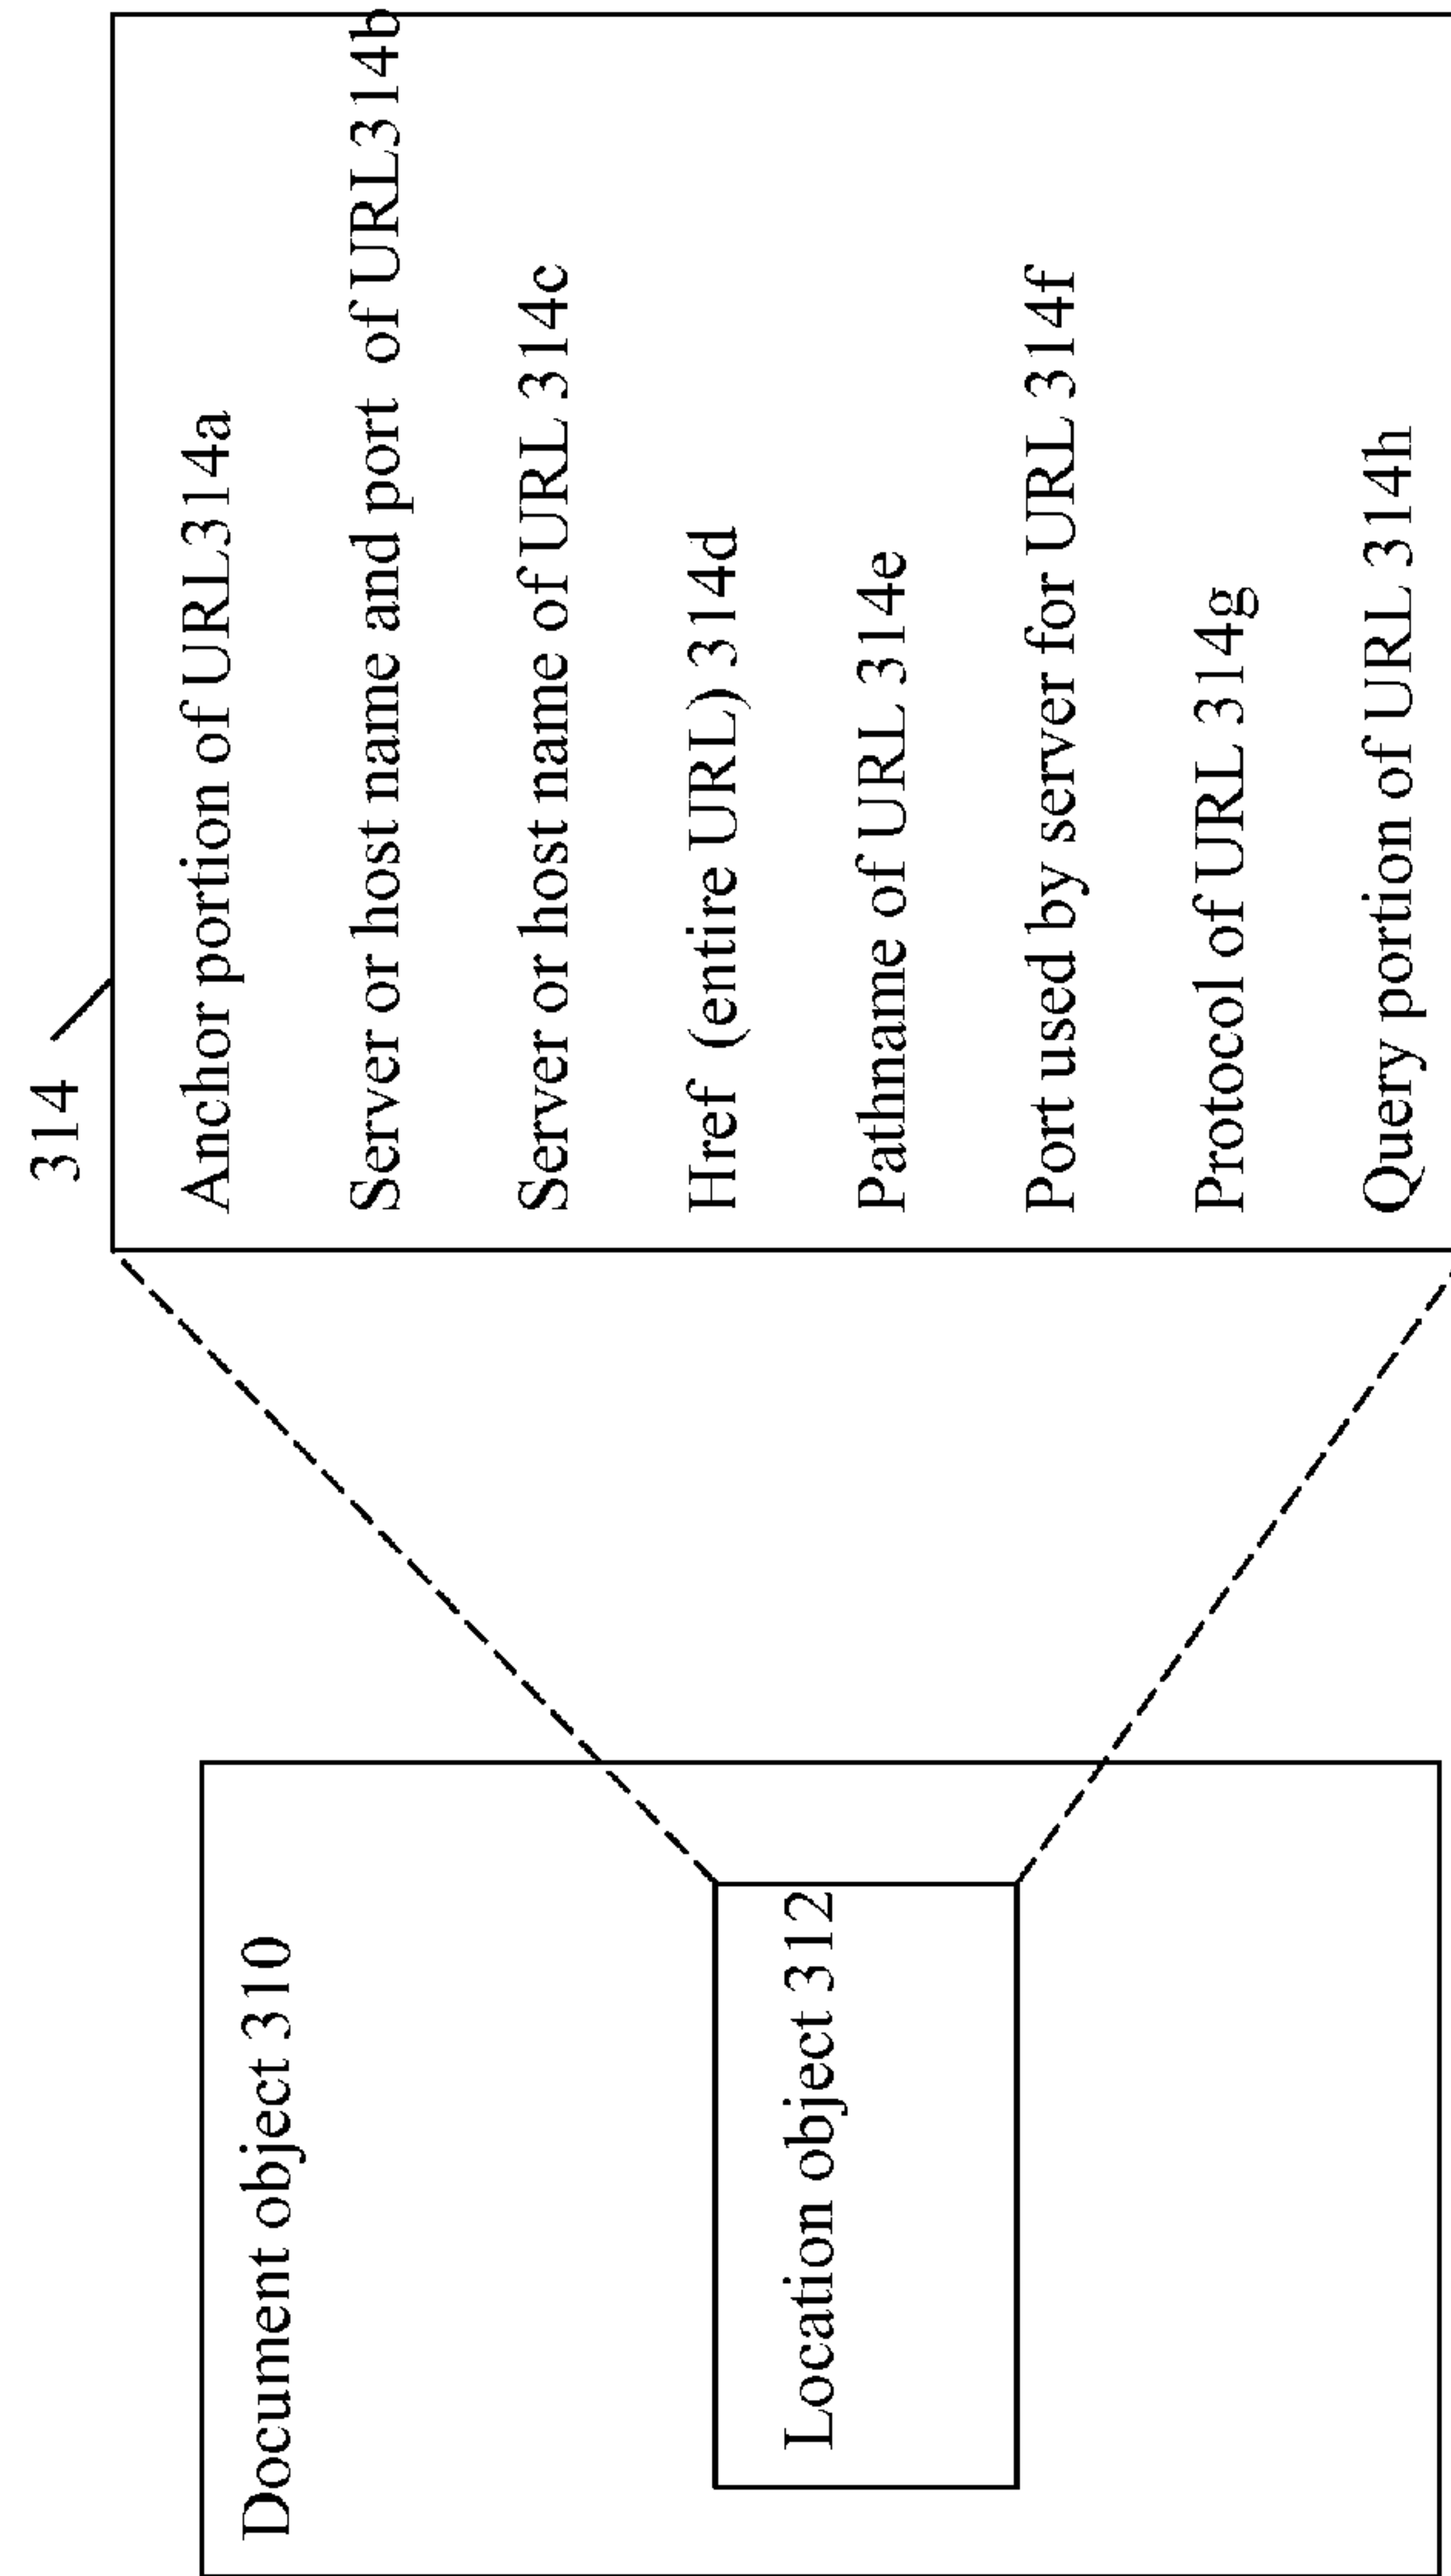 Document object 310
Location object 312
314
Anchor portion of URL314a
Server or host name and port of URL314b
Server or host name of URL 314c
Href (entire URL) 314d
Pathname of URL 314e
Port used by server for URL 314f
Protocol of URL 314g
Query portion of URL 314h